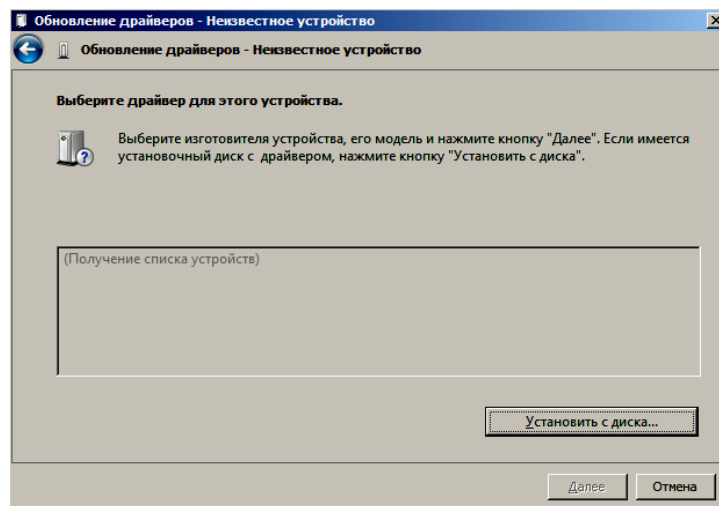 Обновление драйверов - Неизвестное устройство
Обновление драйверов - Неизвестное устройство
Выберите драйвер для этого устройства.
Выберите изготовителя устройства, его модель и нажмите кнопку "Далее". Если имеется
установочный диск с драйвером, нажмите кнопку "Установить с диска".
(Получение списка устройств)
Установить с диска...
Далее Отмена